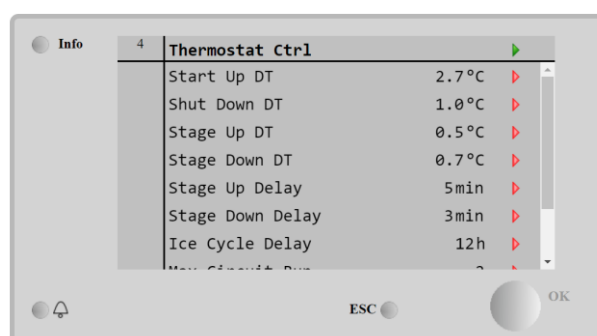 Info
4 Thermostat Ctrl
Start Up DT 2.7°C
Shut Down DT 1.0°C
Stage Up DT 0.5°C
Stage Down DT 0.7°C
Stage Up Delay 5min
Stage Down Delay 3min
Ice Cycle Delay 12h
ESC
OK